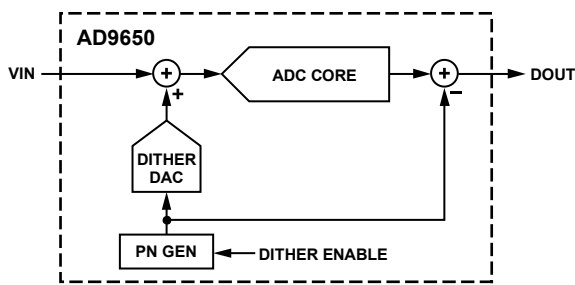 AD9650
VIN
+
+
ADC CORE
+
−
DOUT
DITHER
DAC
PN GEN
DITHER ENABLE